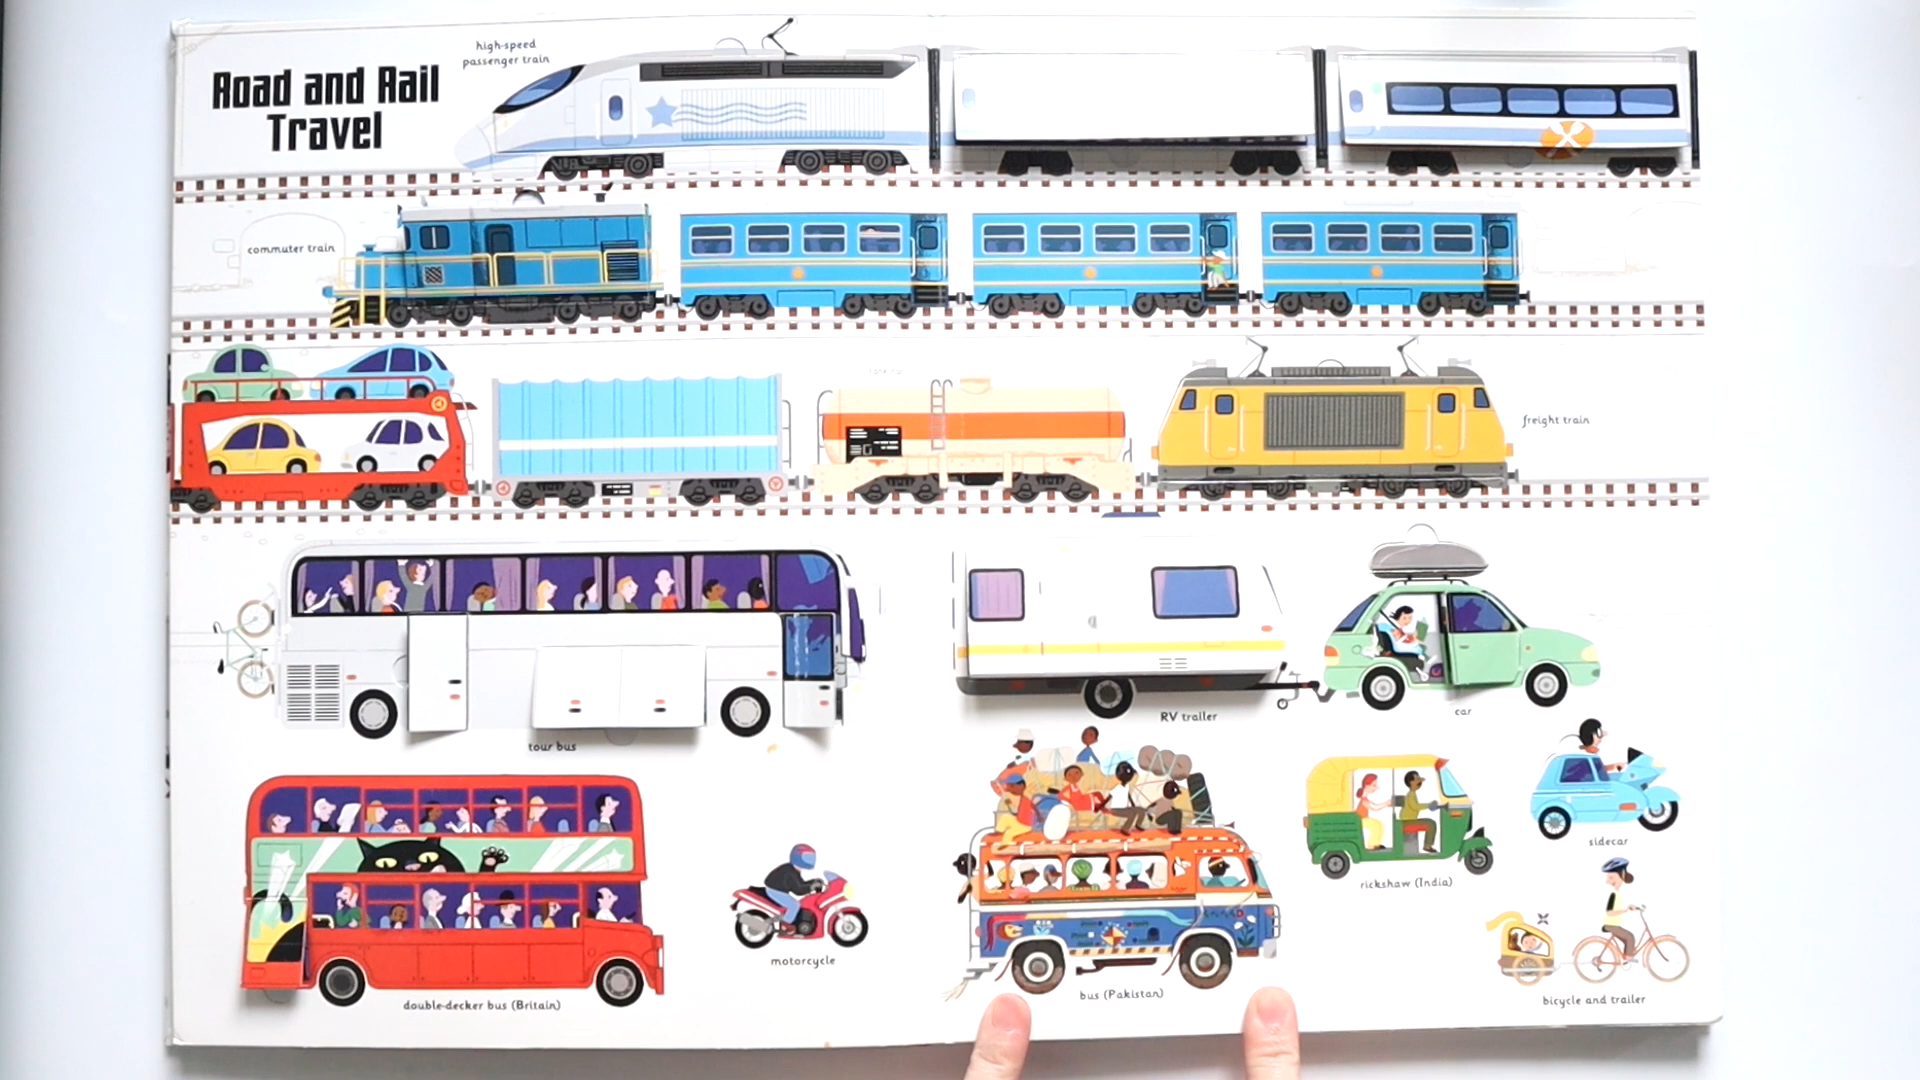 Road and Rail
Travel
high-speed
passenger train
commuter train
freight train
tour bus
RV trailer
car
double-decker bus (Britain)
motorcycle
bus (Pakistan)
rickshaw (India)
sidecar
bicycle and trailer